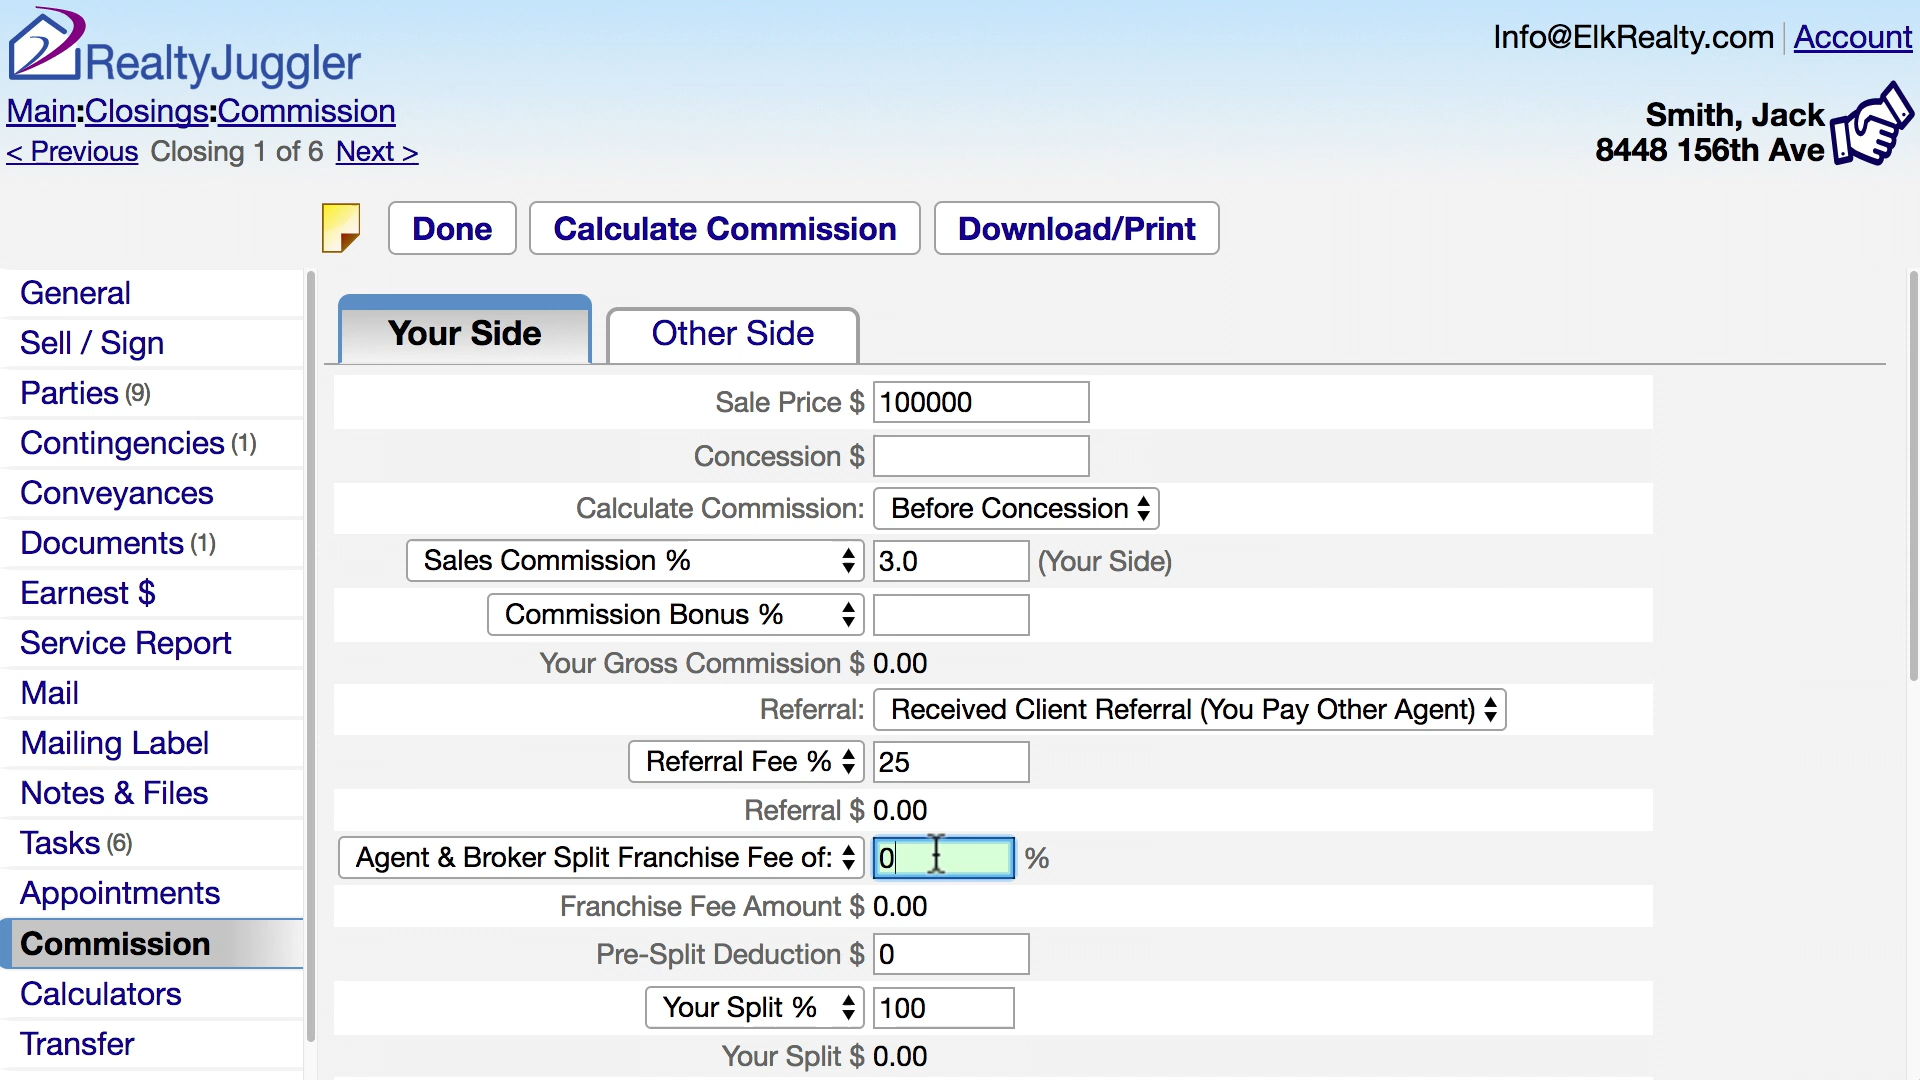 RealtyJuggler
Info@ElkRealty.com Account
Main:Closings:Commission
< Previous Closing 1 of 6 Next >
Smith, Jack
8448 156th Ave
Done Calculate Commission Download/Print
General
Sell / Sign
Parties (9)
Contingencies (1)
Conveyances
Documents (1)
Earnest $
Service Report
Mail
Mailing Label
Notes & Files
Tasks (6)
Appointments
Commission
Calculators
Transfer
Your Side Other Side
Sale Price $ 100000
Concession $
Calculate Commission: Before Concession
Sales Commission % 3.0 (Your Side)
Commission Bonus %
Your Gross Commission $ 0.00
Referral: Received Client Referral (You Pay Other Agent)
Referral Fee % 25
Referral $ 0.00
Agent & Broker Split Franchise Fee of: 0 %
Franchise Fee Amount $ 0.00
Pre-Split Deduction $ 0
Your Split % 100
Your Split $ 0.00